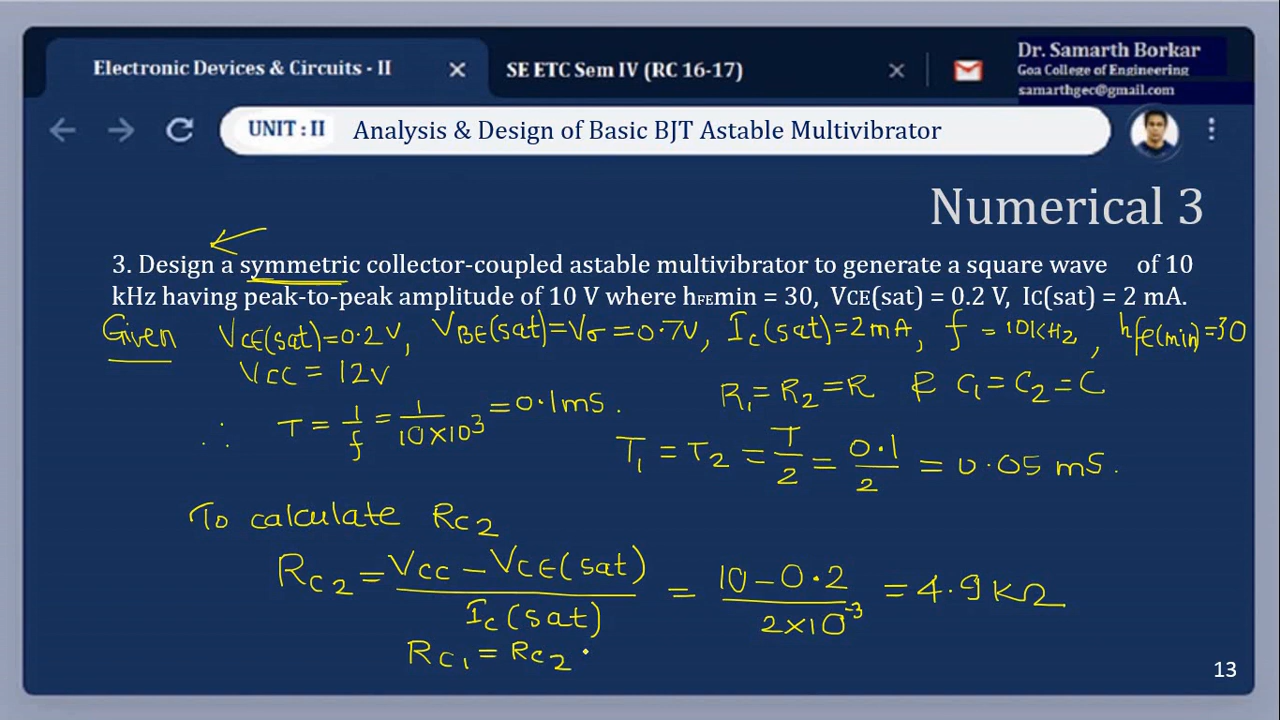 Electronic Devices & Circuits - II
SE ETC Sem IV (RC 16-17)
Dr. Samarth Borkar
Goa College of Engineering
samarthgec@gmail.com
UNIT : II Analysis & Design of Basic BJT Astable Multivibrator
Numerical 3
3. Design a symmetric collector-coupled astable multivibrator to generate a square wave of 10
kHz having peak-to-peak amplitude of 10 V where hFEmin = 30, VCE(sat) = 0.2 V, IC(sat) = 2 mA.
Given VCE(sat)=0.2V, VBE(sat)=Vσ=0.7V, Ic(sat)=2mA, f=10KHz, hfe(min)=30
VCC = 12V
R1=R2=R & C1=C2=C
∴ T = 1/f = 1/10×10³ = 0.1ms.
T1 = T2 = T/2 = 0.1/2 = 0.05 ms.
To calculate RC2
RC2 = VCC - VCE(sat) / Ic(sat) = 10-0.2 / 2×10⁻³ = 4.9KΩ
RC1 = RC2
13